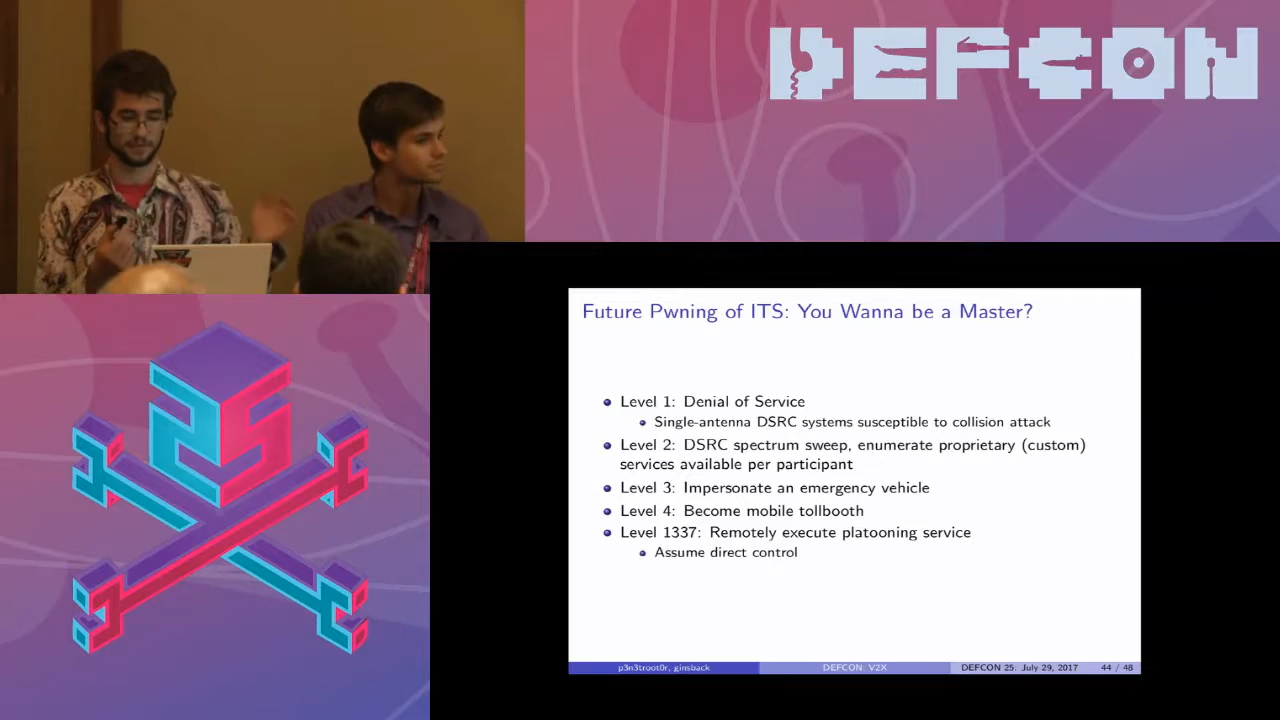 DEFCON
Future Pwning of ITS: You Wanna be a Master?
Level 1: Denial of Service
Single-antenna DSRC systems susceptible to collision attack
Level 2: DSRC spectrum sweep, enumerate proprietary (custom)
services available per participant
Level 3: Impersonate an emergency vehicle
Level 4: Become mobile tollbooth
Level 1337: Remotely execute platooning service
Assume direct control
p3n3troot0r, ginsback
DEFCON: V2X
DEFCON 25. July 29, 2017
44 / 48